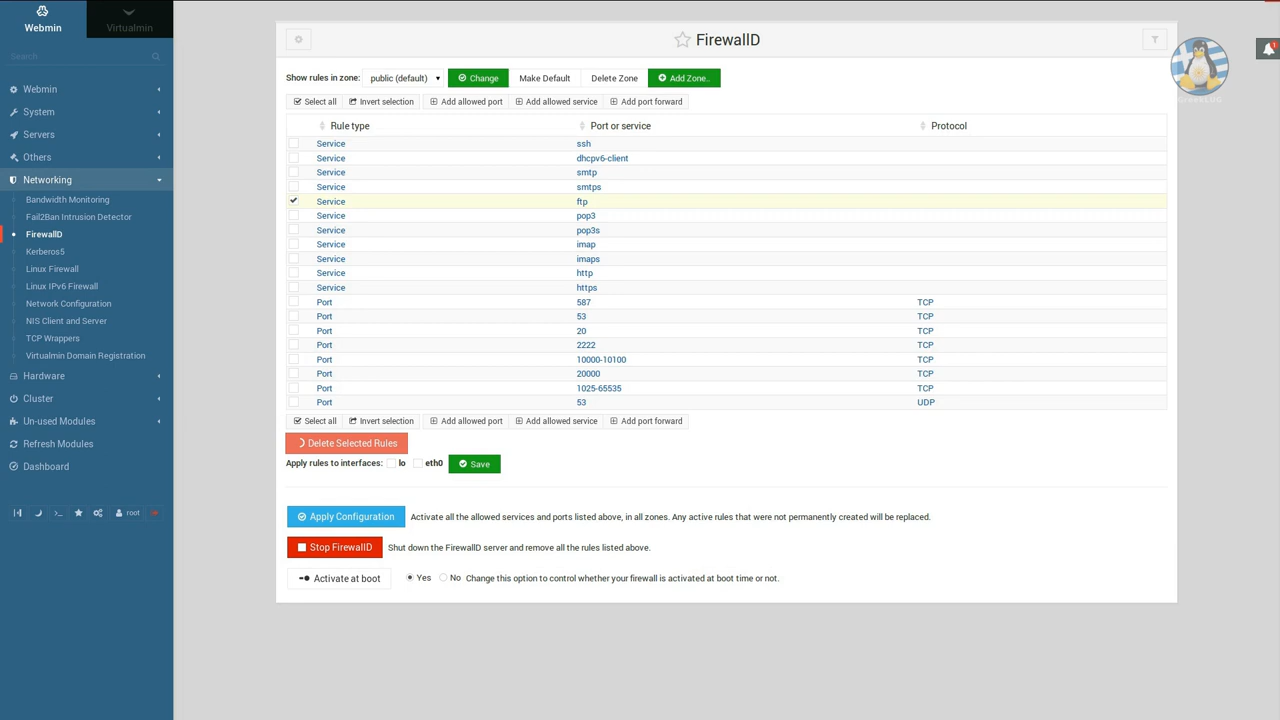 Webmin
Virtualmin
Search
Webmin
System
Servers
Others
Networking
Bandwidth Monitoring
Fail2Ban Intrusion Detector
FirewallD
Kerberos5
Linux Firewall
Linux IPv6 Firewall
Network Configuration
NIS Client and Server
TCP Wrappers
Virtualmin Domain Registration
Hardware
Cluster
Un-used Modules
Refresh Modules
Dashboard
root
FirewallD
Show rules in zone: public (default) Change Make Default Delete Zone Add Zone..
Select all Invert selection Add allowed port Add allowed service Add port forward
Rule type Port or service Protocol
Service ssh
Service dhcpv6-client
Service smtp
Service smtps
Service ftp
Service pop3
Service pop3s
Service imap
Service imaps
Service http
Service https
Port 587 TCP
Port 53 TCP
Port 20 TCP
Port 2222 TCP
Port 10000-10100 TCP
Port 20000 TCP
Port 1025-65535 TCP
Port 53 UDP
Select all Invert selection Add allowed port Add allowed service Add port forward
Delete Selected Rules
Apply rules to interfaces: lo eth0 Save
Apply Configuration Activate all the allowed services and ports listed above, in all zones. Any active rules that were not permanently created will be replaced.
Stop FirewallD Shut down the FirewallD server and remove all the rules listed above.
Activate at boot Yes No Change this option to control whether your firewall is activated at boot time or not.